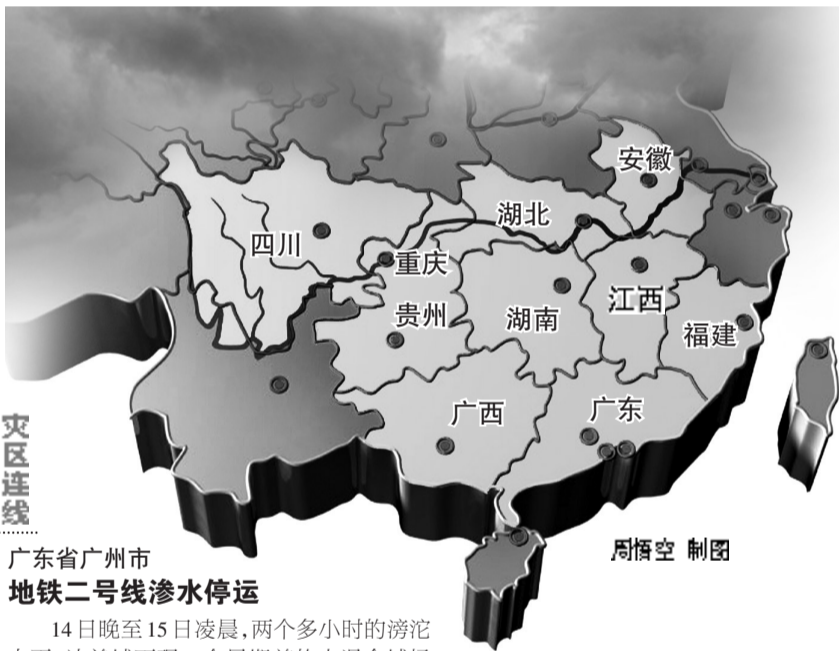 安徽
湖北
四川
重庆
江西
贵州
湖南
福建
广西
广东
灾区连线
周悟空 制图
广东省广州市
地铁二号线渗水停运
14日晚至15日凌晨,两个多小时的滂沱